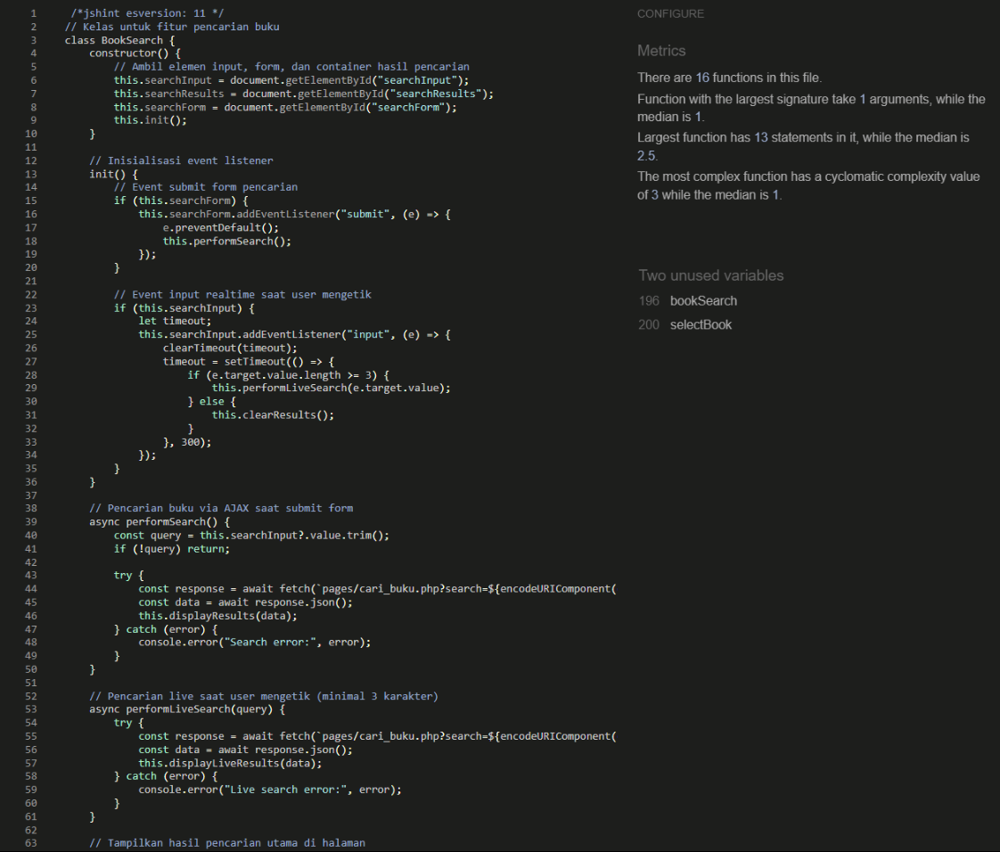 1 /*jshint esversion: 11 */
2 // Kelas untuk fitur pencarian buku
3 class BookSearch {
4 constructor() {
5 // Ambil elemen input, form, dan container hasil pencarian
6 this.searchInput = document.getElementById("searchInput");
7 this.searchResults = document.getElementById("searchResults");
8 this.searchForm = document.getElementById("searchForm");
9 this.init();
10 }
11
12 // Inisialisasi event listener
13 init() {
14 // Event submit form pencarian
15 if (this.searchForm) {
16 this.searchForm.addEventListener("submit", (e) => {
17 e.preventDefault();
18 this.performSearch();
19 });
20 }
21
22 // Event input realtime saat user mengetik
23 if (this.searchInput) {
24 let timeout;
25 this.searchInput.addEventListener("input", (e) => {
26 clearTimeout(timeout);
27 timeout = setTimeout(() => {
28 if (e.target.value.length >= 3) {
29 this.performLiveSearch(e.target.value);
30 } else {
31 this.clearResults();
32 }
33 }, 300);
34 });
35 }
36 }
37
38 // Pencarian buku via AJAX saat submit form
39 async performSearch() {
40 const query = this.searchInput?.value.trim();
41 if (!query) return;
42
43 try {
44 const response = await fetch(`pages/cari_buku.php?search=${encodeURIComponent(
45 const data = await response.json();
46 this.displayResults(data);
47 } catch (error) {
48 console.error("Search error:", error);
49 }
50 }
51
52 // Pencarian live saat user mengetik (minimal 3 karakter)
53 async performLiveSearch(query) {
54 try {
55 const response = await fetch(`pages/cari_buku.php?search=${encodeURIComponent(
56 const data = await response.json();
57 this.displayLiveResults(data);
58 } catch (error) {
59 console.error("Live search error:", error);
60 }
61 }
62
63 // Tampilkan hasil pencarian utama di halaman
CONFIGURE
Metrics
There are 16 functions in this file.
Function with the largest signature take 1 arguments, while the
median is 1.
Largest function has 13 statements in it, while the median is
2.5.
The most complex function has a cyclomatic complexity value
of 3 while the median is 1.
Two unused variables
196 bookSearch
200 selectBook